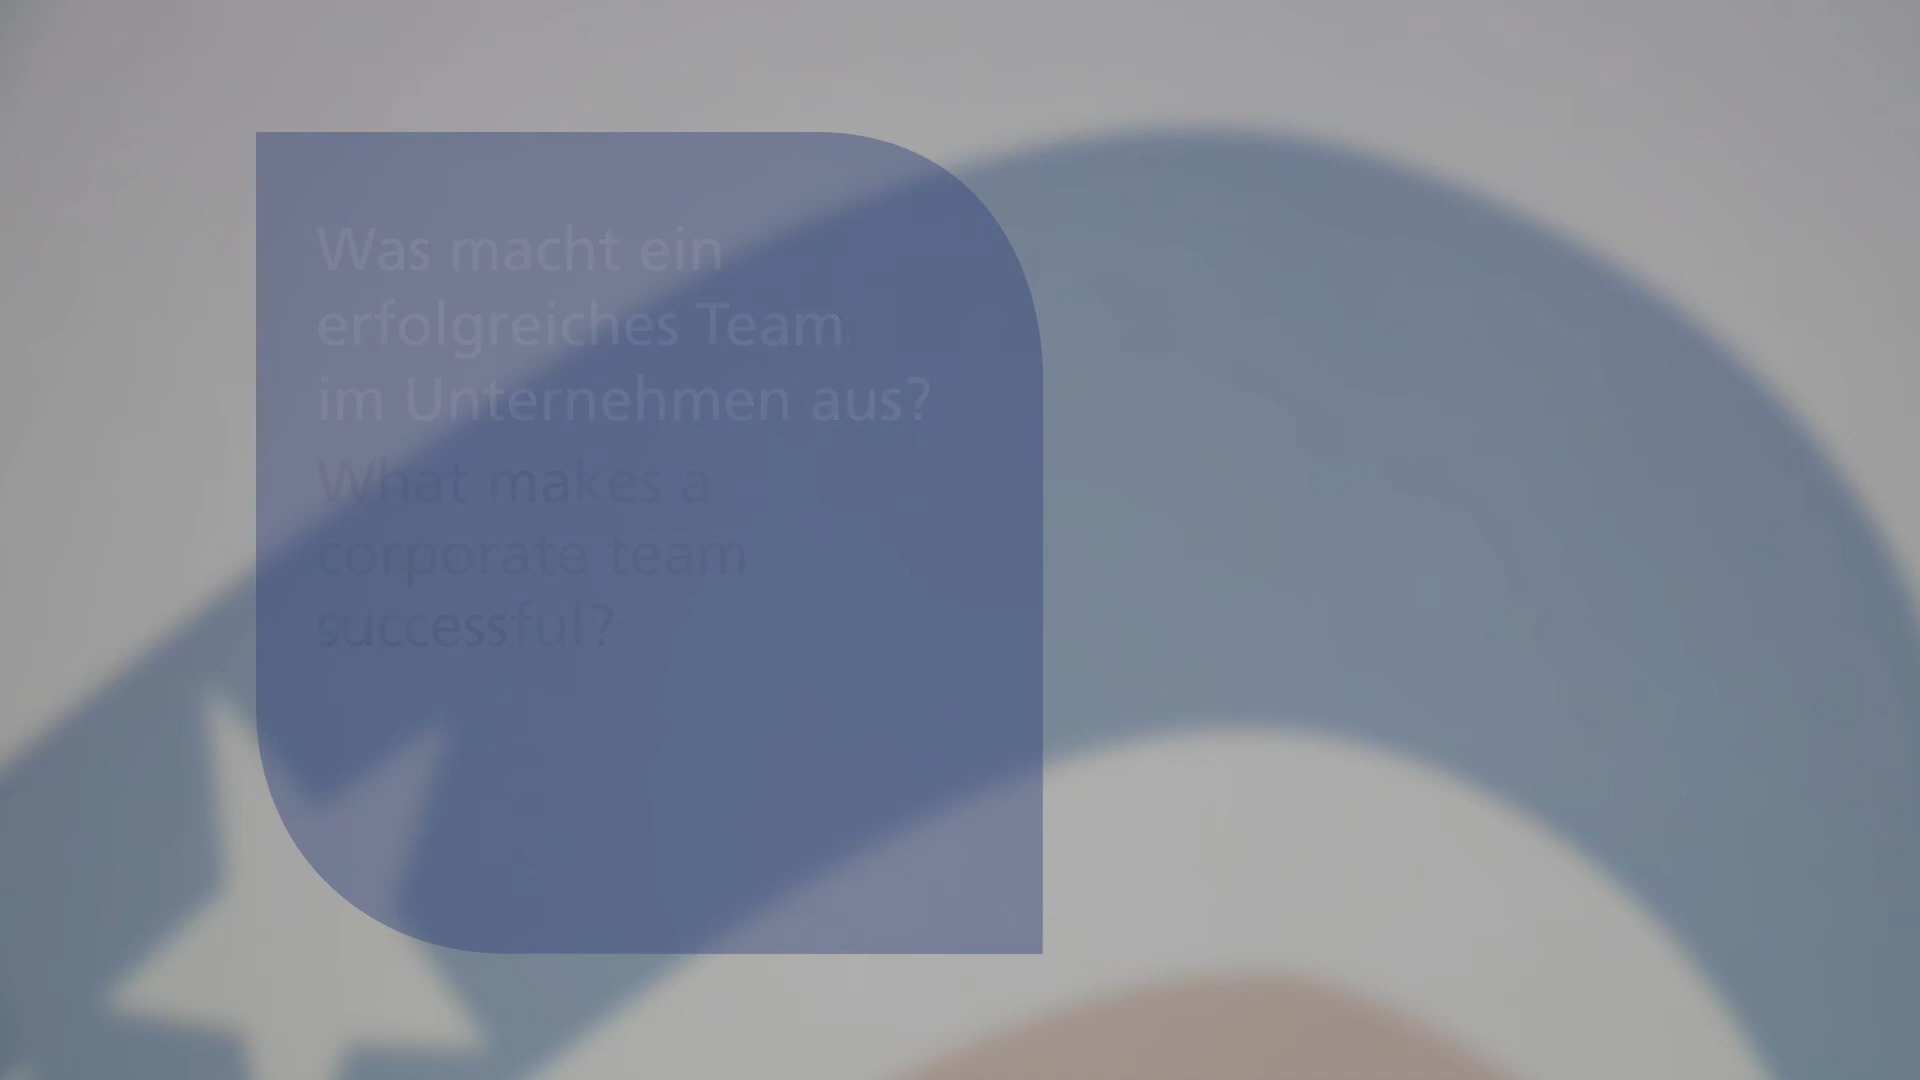 Was macht ein
erfolgreiches Team
im Unternehmen aus?
What makes a
corporate team
successful?